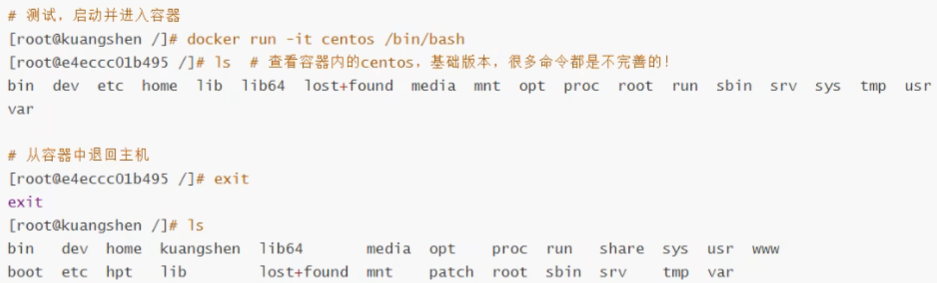 # 测试，启动并进入容器
[root@kuangshen /]# docker run -it centos /bin/bash
[root@e4eccc01b495 /]# ls  # 查看容器内的centos，基础版本，很多命令都是不完善的！
bin  dev  etc  home  lib  lib64  lost+found  media  mnt  opt  proc  root  run  sbin  srv  sys  tmp  usr
var
# 从容器中退回主机
[root@e4eccc01b495 /]# exit
exit
[root@kuangshen /]# ls
bin   dev  home  kuangshen  lib64       media  opt    proc  run   share  sys  usr  www
boot  etc  hpt   lib        lost+found  mnt    patch  root  sbin  srv    tmp  var